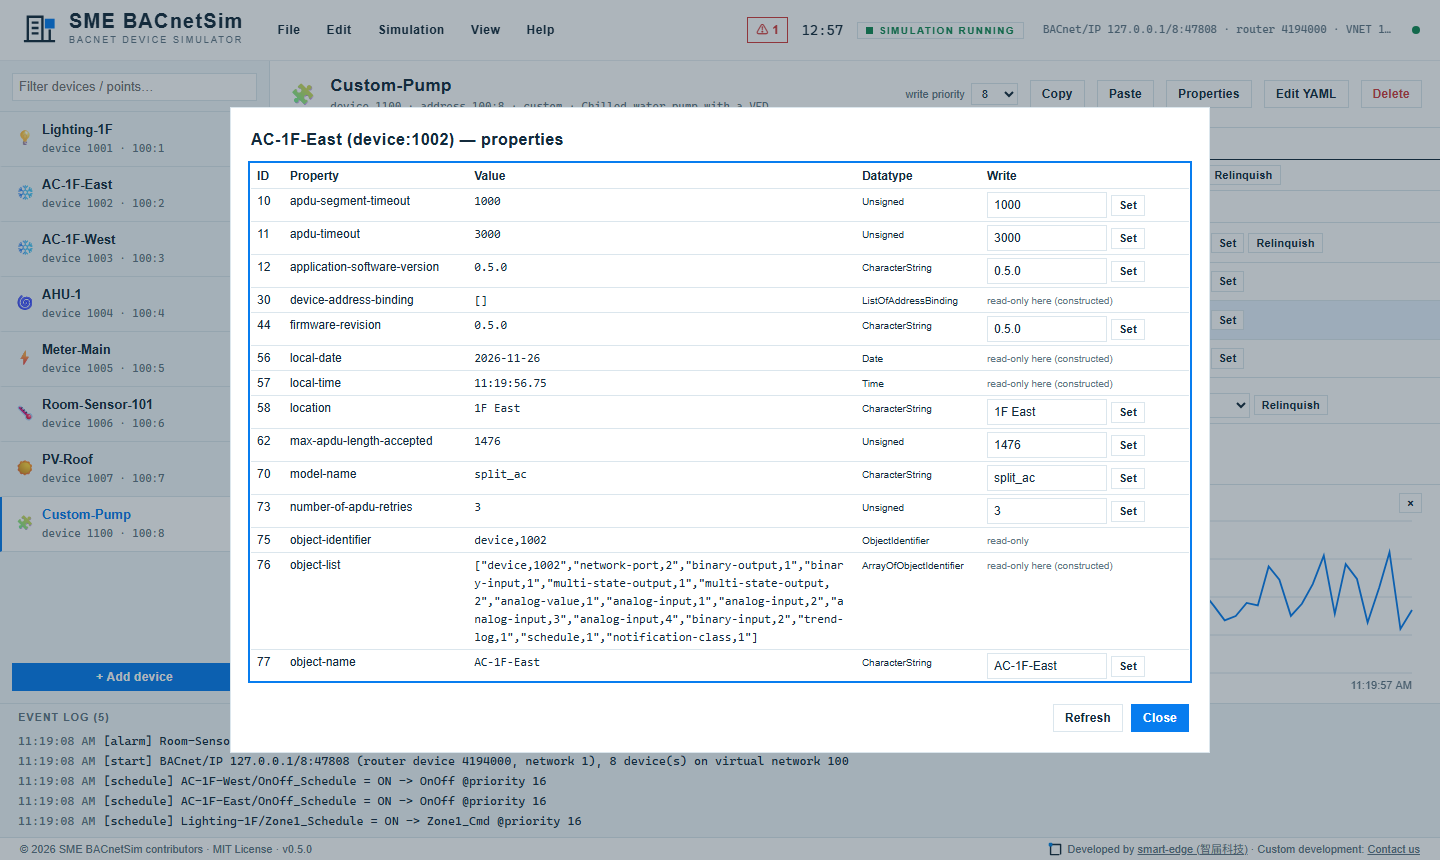 SME BACnetSim
BACNET DEVICE SIMULATOR
File Edit Simulation View Help
1 12:57 SIMULATION RUNNING BACnet/IP 127.0.0.1/8:47808 · router 4194000 · VNET 1…
Filter devices / points…
Custom-Pump
device 1100 · address 100:8 · custom · Chilled water pump with a VFD
write priority 8 Copy Paste Properties Edit YAML Delete
Lighting-1F
device 1001 · 100:1
AC-1F-East
device 1002 · 100:2
AC-1F-West
device 1003 · 100:3
AHU-1
device 1004 · 100:4
Meter-Main
device 1005 · 100:5
Room-Sensor-101
device 1006 · 100:6
PV-Roof
device 1007 · 100:7
Custom-Pump
device 1100 · 100:8
+ Add device
AC-1F-East (device:1002) — properties
ID Property Value Datatype Write
10 apdu-segment-timeout 1000 Unsigned 1000 Set
11 apdu-timeout 3000 Unsigned 3000 Set
12 application-software-version 0.5.0 CharacterString 0.5.0 Set
30 device-address-binding [] ListOfAddressBinding read-only here (constructed)
44 firmware-revision 0.5.0 CharacterString 0.5.0 Set
56 local-date 2026-11-26 Date read-only here (constructed)
57 local-time 11:19:56.75 Time read-only here (constructed)
58 location 1F East CharacterString 1F East Set
62 max-apdu-length-accepted 1476 Unsigned 1476 Set
70 model-name split_ac CharacterString split_ac Set
73 number-of-apdu-retries 3 Unsigned 3 Set
75 object-identifier device,1002 ObjectIdentifier read-only
76 object-list ["device,1002","network-port,2","binary-output,1","binar ArrayOfObjectIdentifier read-only here (constructed)
y-input,1","multi-state-output,1","multi-state-output,
2","analog-value,1","analog-input,1","analog-input,2","a
nalog-input,3","analog-input,4","binary-input,2","trend-
log,1","schedule,1","notification-class,1"]
77 object-name AC-1F-East CharacterString AC-1F-East Set
Refresh Close
Relinquish
Set Relinquish
Set
Set
Set
Relinquish
×
11:19:57 AM
EVENT LOG (5)
11:19:08 AM [alarm] Room-Senso
11:19:08 AM [start] BACnet/IP 127.0.0.1/8:47808 (router device 4194000, network 1), 8 device(s) on virtual network 100
11:19:08 AM [schedule] AC-1F-West/OnOff_Schedule = ON -> OnOff @priority 16
11:19:08 AM [schedule] AC-1F-East/OnOff_Schedule = ON -> OnOff @priority 16
11:19:08 AM [schedule] Lighting-1F/Zone1_Schedule = ON -> Zone1_Cmd @priority 16
© 2026 SME BACnetSim contributors · MIT License · v0.5.0
Developed by smart-edge (智届科技) · Custom development: Contact us